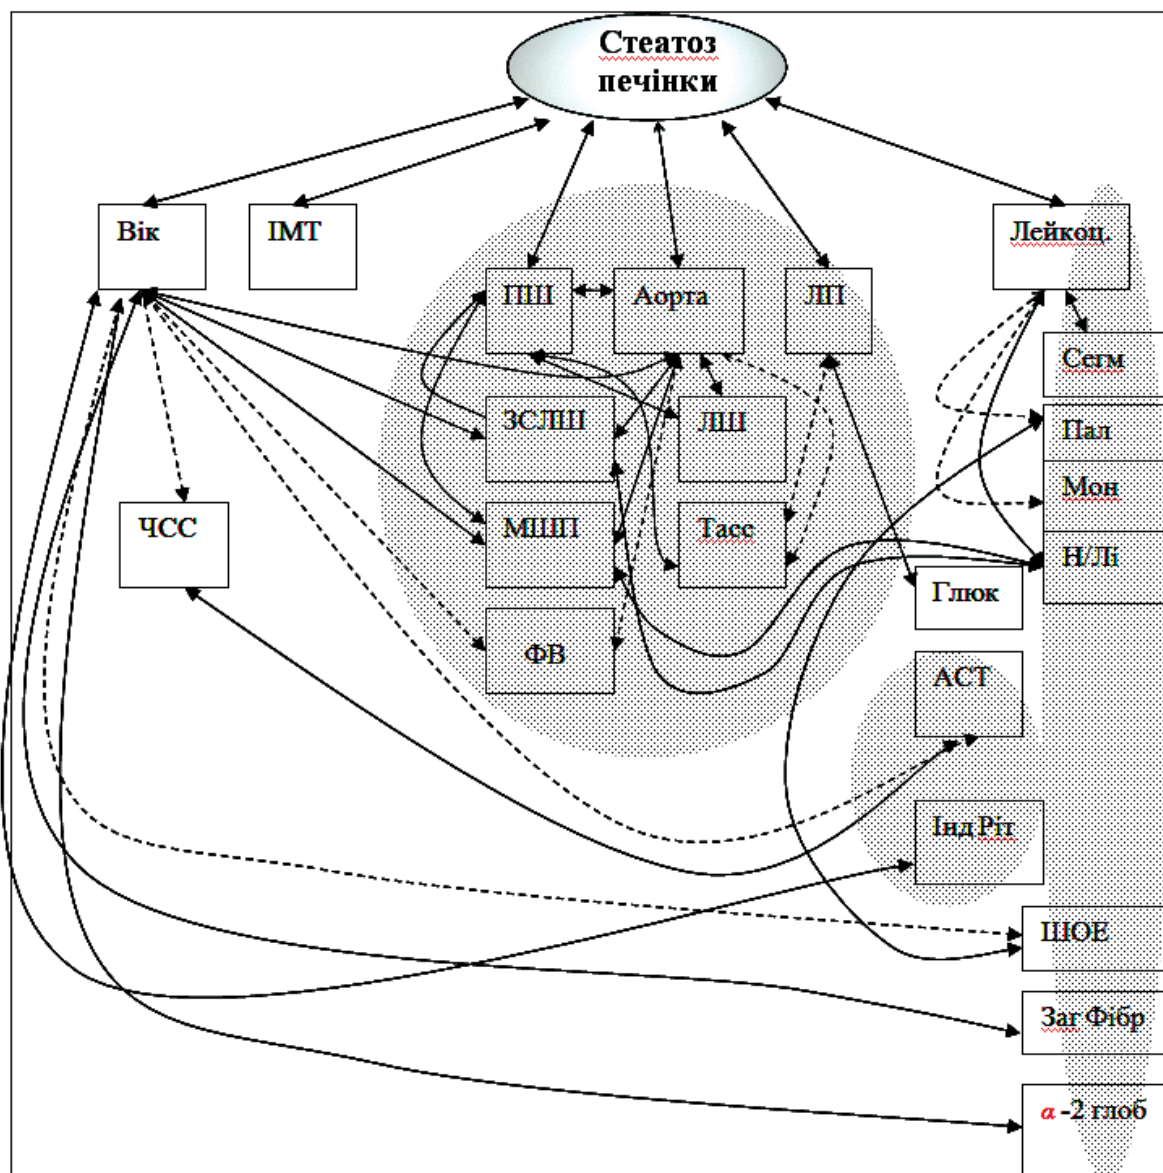 Стеатоз
печінки
Вік
ІМТ
Лейкоц.
ПШ
Аорта
ЛП
Сегм
ЗСЛШ
ЛШ
Пал
Мон
ЧСС
МШП
Тасс
Н/Лі
Глюк
ФВ
АСТ
Інд Ріт
ШОЕ
Заг Фібр
α -2 глоб